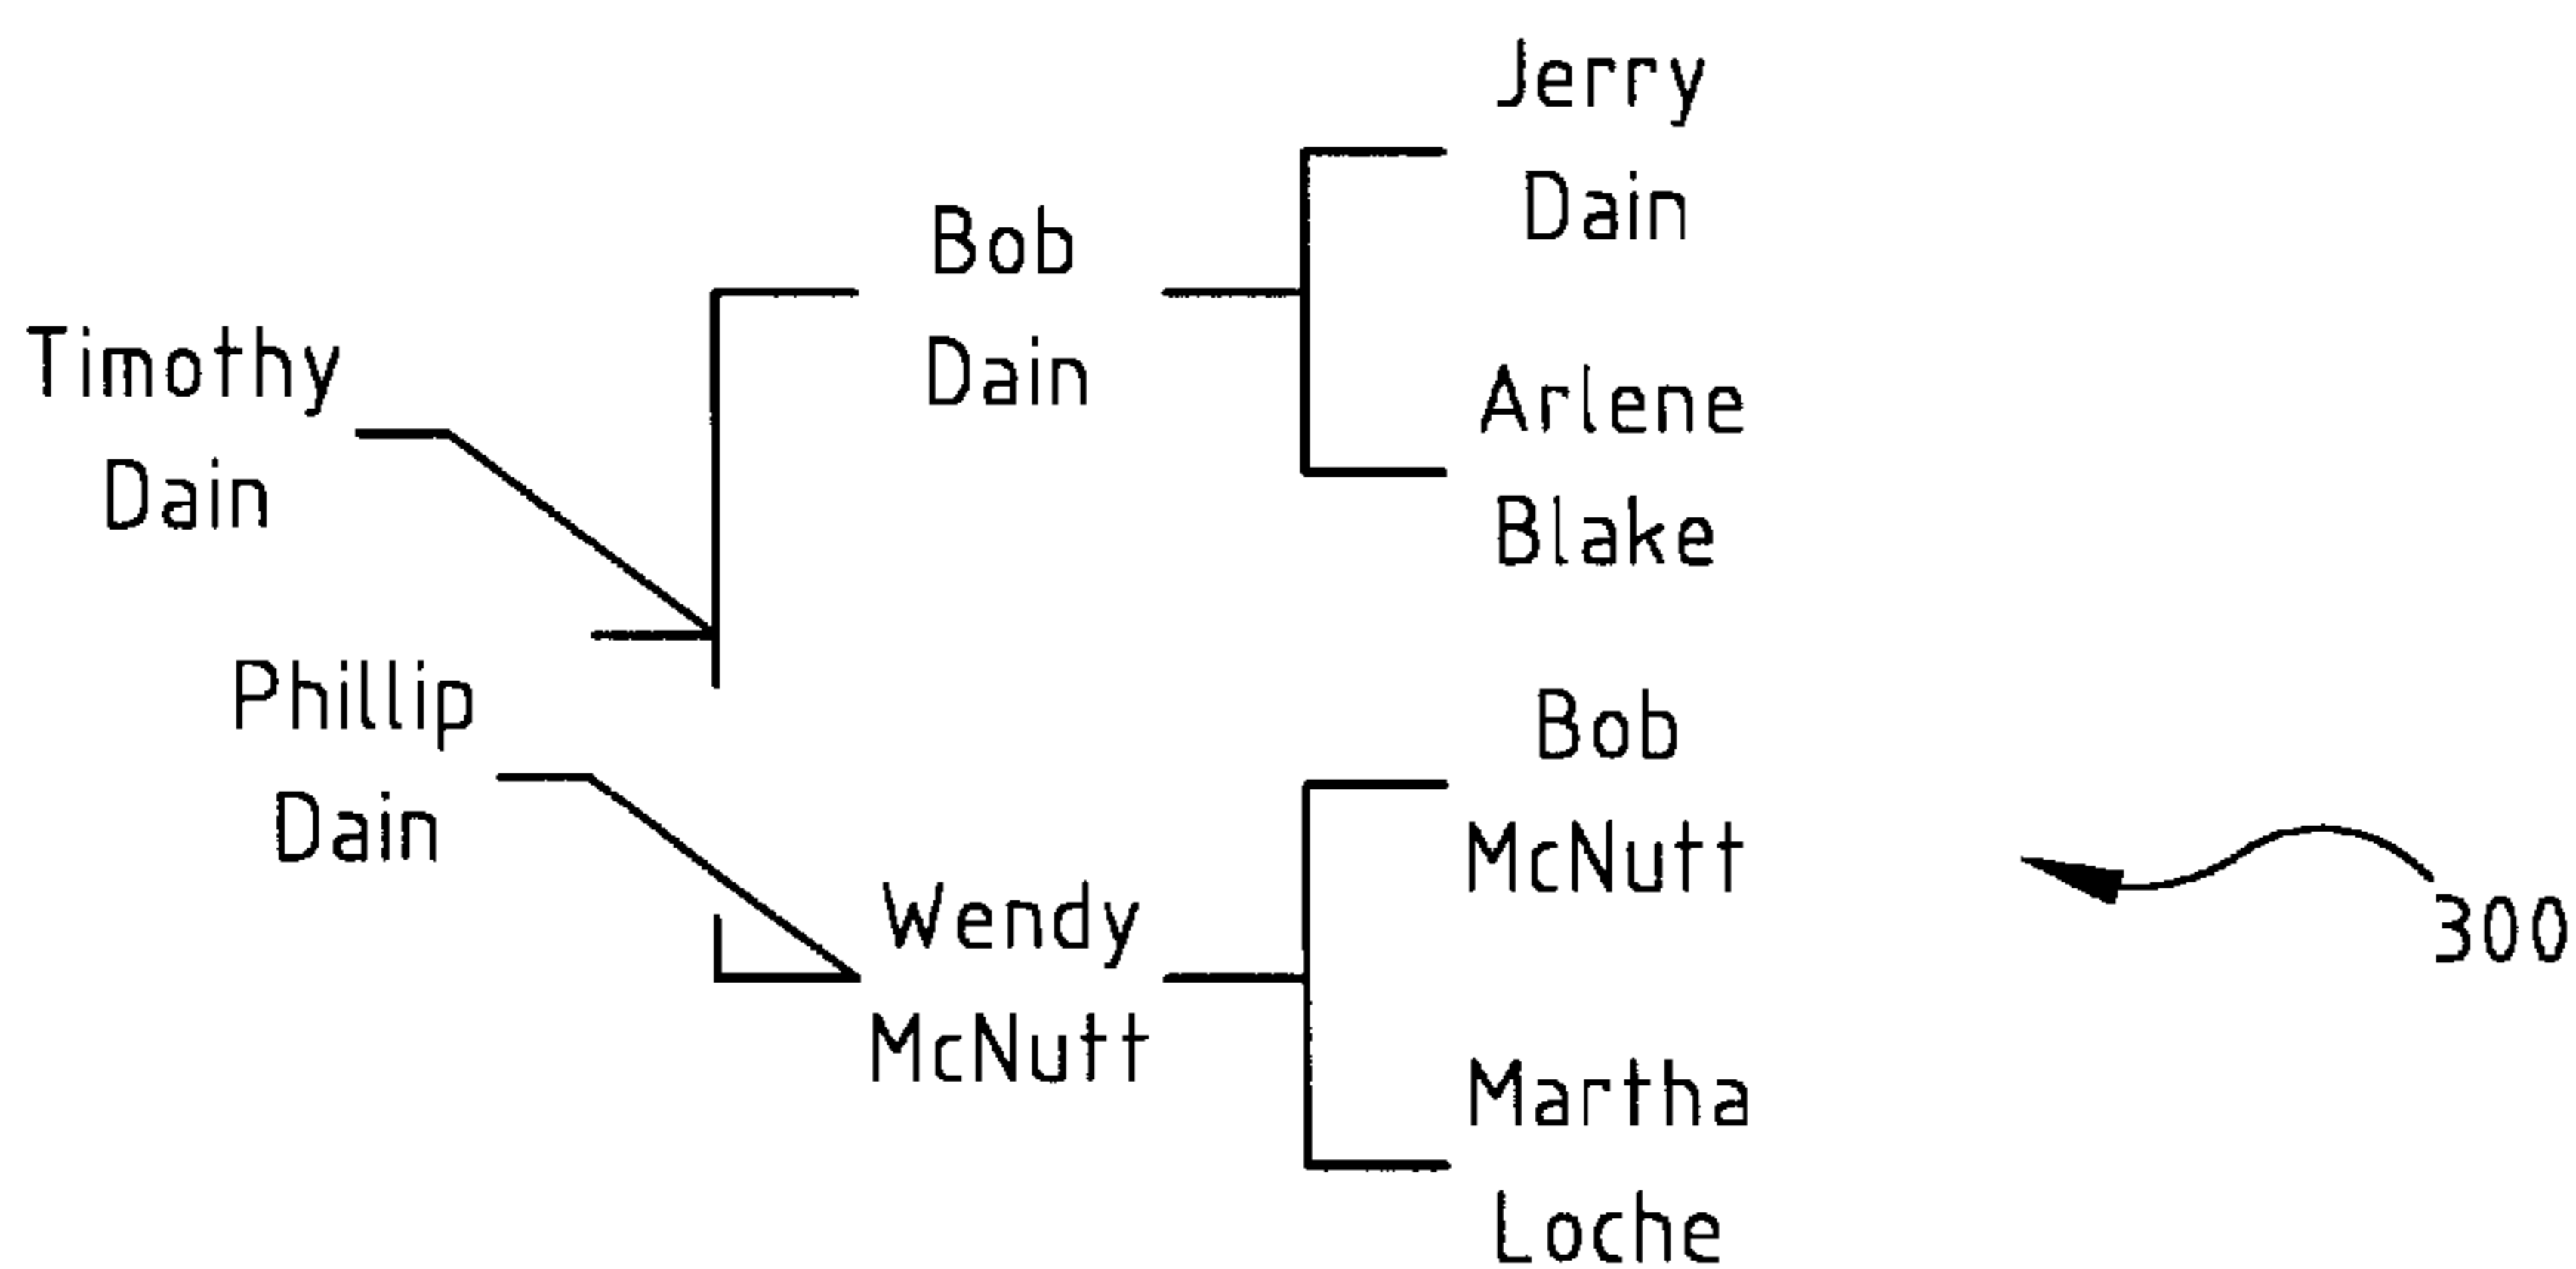 Timothy
Dain
Phillip
Dain
Bob
Dain
Wendy
McNutt
Jerry
Dain
Arlene
Blake
Bob
McNutt
Martha
Loche
300